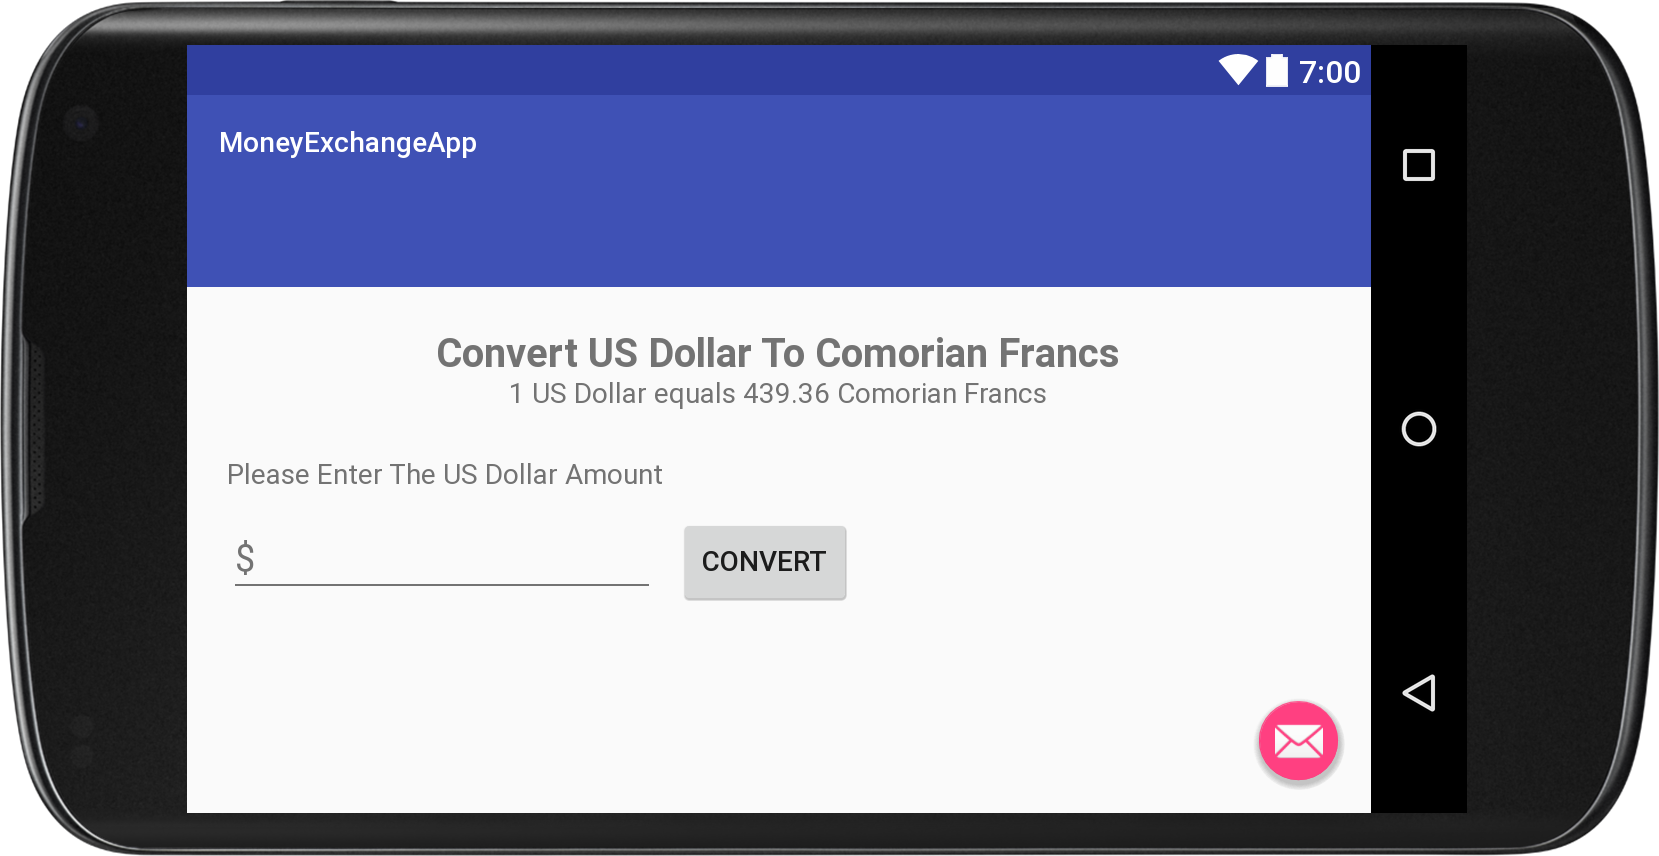 7:00
MoneyExchangeApp
Convert US Dollar To Comorian Francs
1 US Dollar equals 439.36 Comorian Francs
Please Enter The US Dollar Amount
$
CONVERT